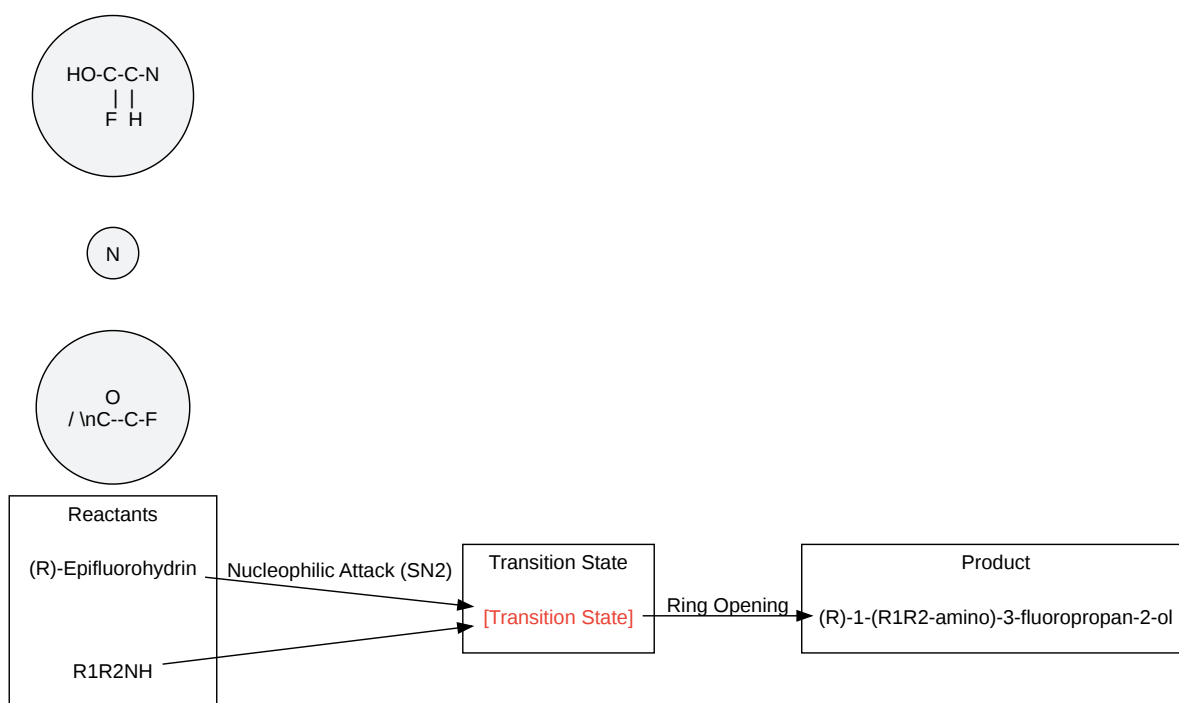 HO-C-C-N
| |
F H
N
O
/ \nC--C-F
Reactants
(R)-Epifluorohydrin
R1R2NH
Nucleophilic Attack (SN2)
Transition State
[Transition State]
Ring Opening
Product
(R)-1-(R1R2-amino)-3-fluoropropan-2-ol